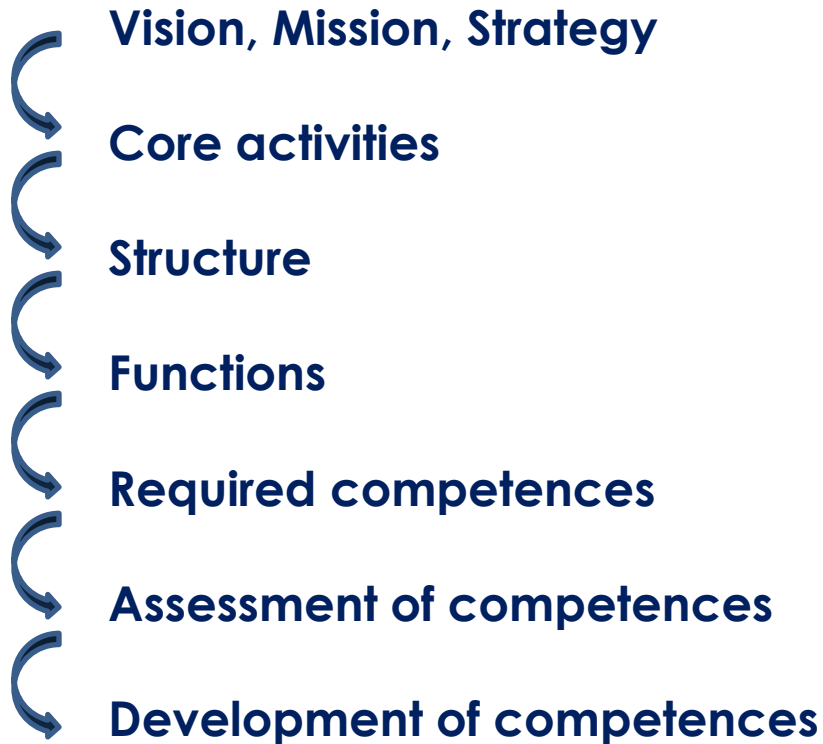 Vision, Mission, Strategy
Core activities
Structure
Functions
Required competences
Assessment of competences
Development of competences